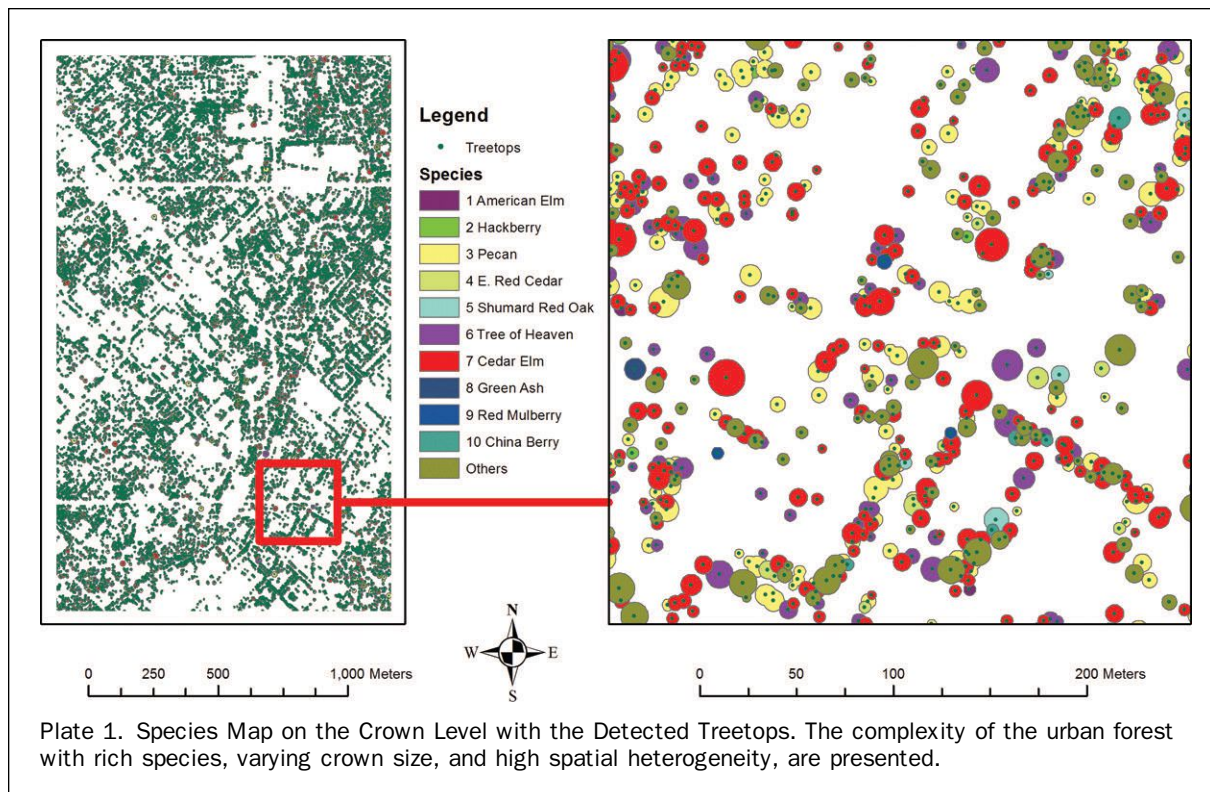 Legend
Treetops
Species
1 American Elm
2 Hackberry
3 Pecan
4 E. Red Cedar
5 Shumard Red Oak
6 Tree of Heaven
7 Cedar Elm
8 Green Ash
9 Red Mulberry
10 China Berry
Others
N
W E
S
0 250 500 1,000 Meters
0 50 100 200 Meters
Plate 1. Species Map on the Crown Level with the Detected Treetops. The complexity of the urban forest
with rich species, varying crown size, and high spatial heterogeneity, are presented.